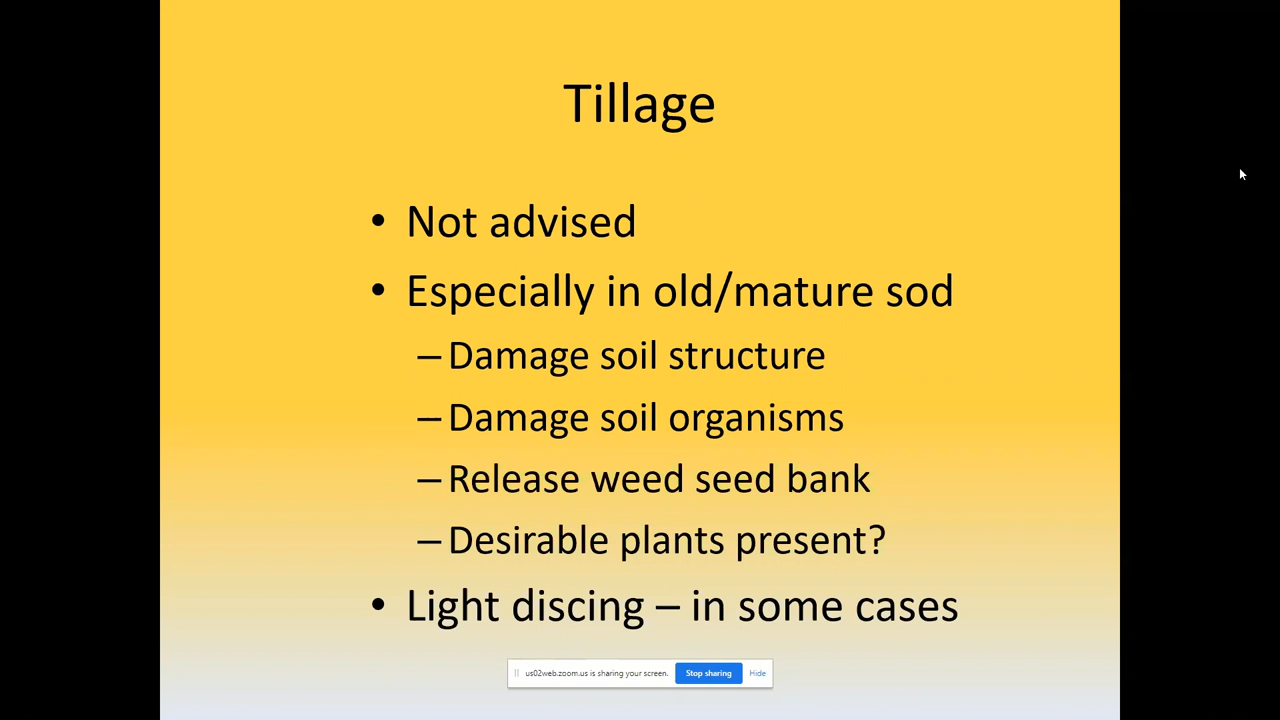 Tillage
• Not advised
• Especially in old/mature sod
– Damage soil structure
– Damage soil organisms
– Release weed seed bank
– Desirable plants present?
• Light discing – in some cases
us02web.zoom.us is sharing your screen. Stop sharing Hide